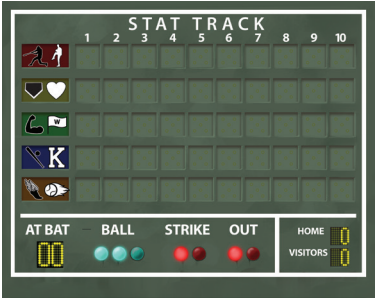 STAT TRACK
1 2 3 4 5 6 7 8 9 10
W
K
AT BAT BALL STRIKE OUT HOME 0
00 VISITORS 0